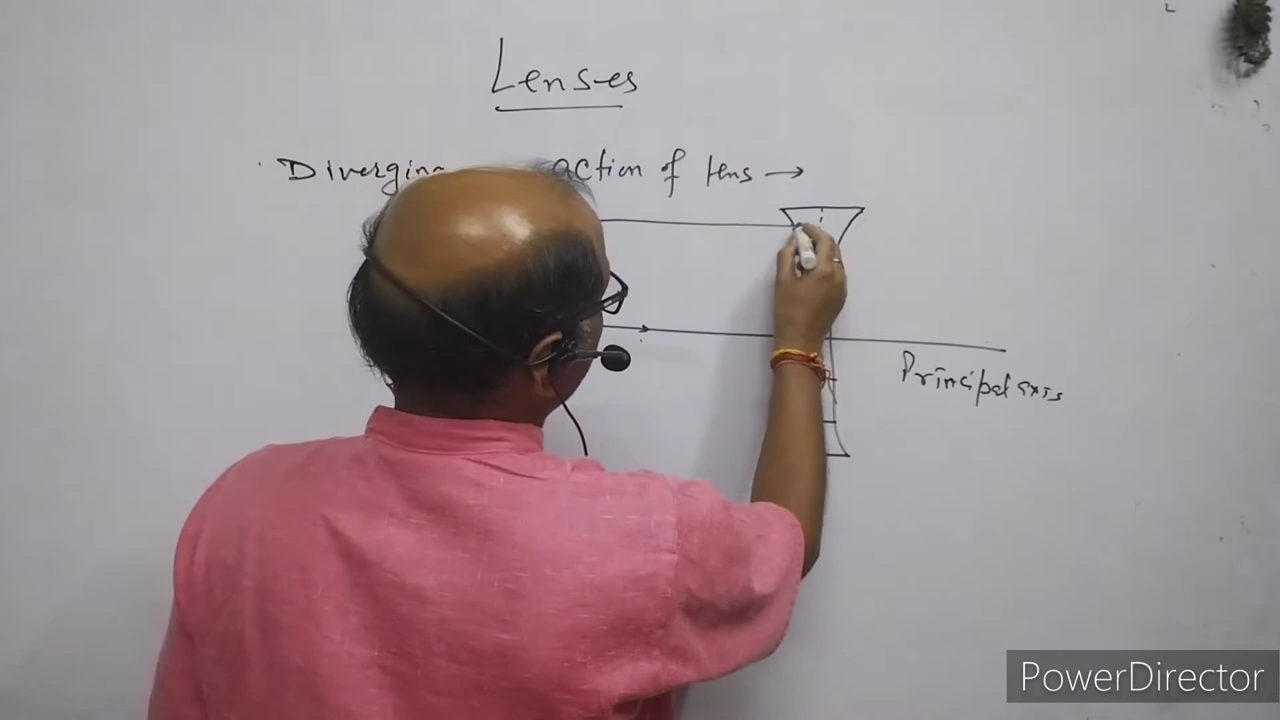 Lenses
Diverging action of lens →
Principal axis
PowerDirector